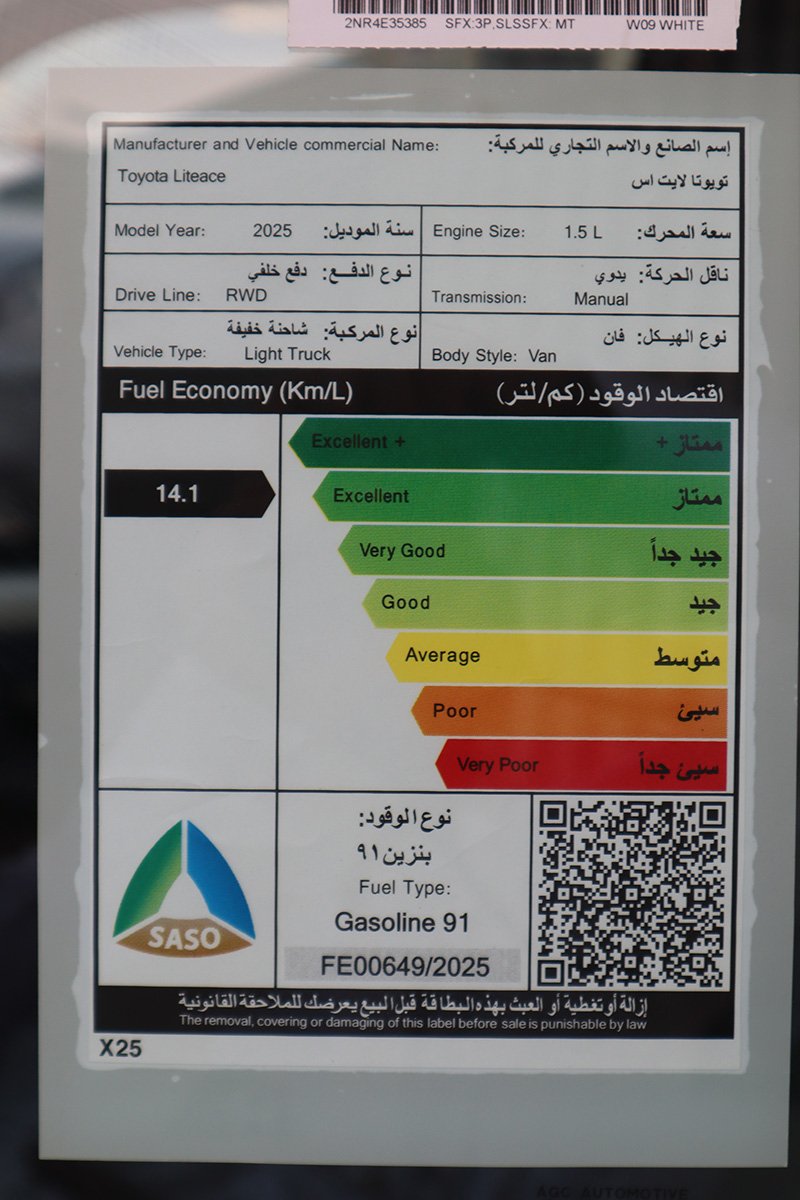 2NR4E35385 SFX:3P,SLSSFX: MT W09 WHITE
Manufacturer and Vehicle commercial Name: إسم الصانع والاسم التجاري للمركبة:
Toyota Liteace تويوتا لايت اس
Model Year: 2025 سنة الموديل: Engine Size: 1.5 L سعة المحرك:
نوع الدفع: دفع خلفي
Drive Line: RWD
ناقل الحركة: يدوي
Transmission: Manual
نوع المركبة: شاحنة خفيفة
Vehicle Type: Light Truck
نوع الهيكل: فان
Body Style: Van
Fuel Economy (Km/L) اقتصاد الوقود (كم/لتر)
Excellent + ممتاز +
14.1
Excellent ممتاز
Very Good جيد جداً
Good جيد
Average متوسط
Poor سيئ
Very Poor سيئ جداً
SASO
نوع الوقود:
بنزين ٩١
Fuel Type:
Gasoline 91
FE00649/2025
إزالة أو تغطية أو العبث بهذه البطاقة قبل البيع يعرضك للملاحقة القانونية
The removal, covering or damaging of this label before sale is punishable by law
X25
AGC AUTOMOTIVE